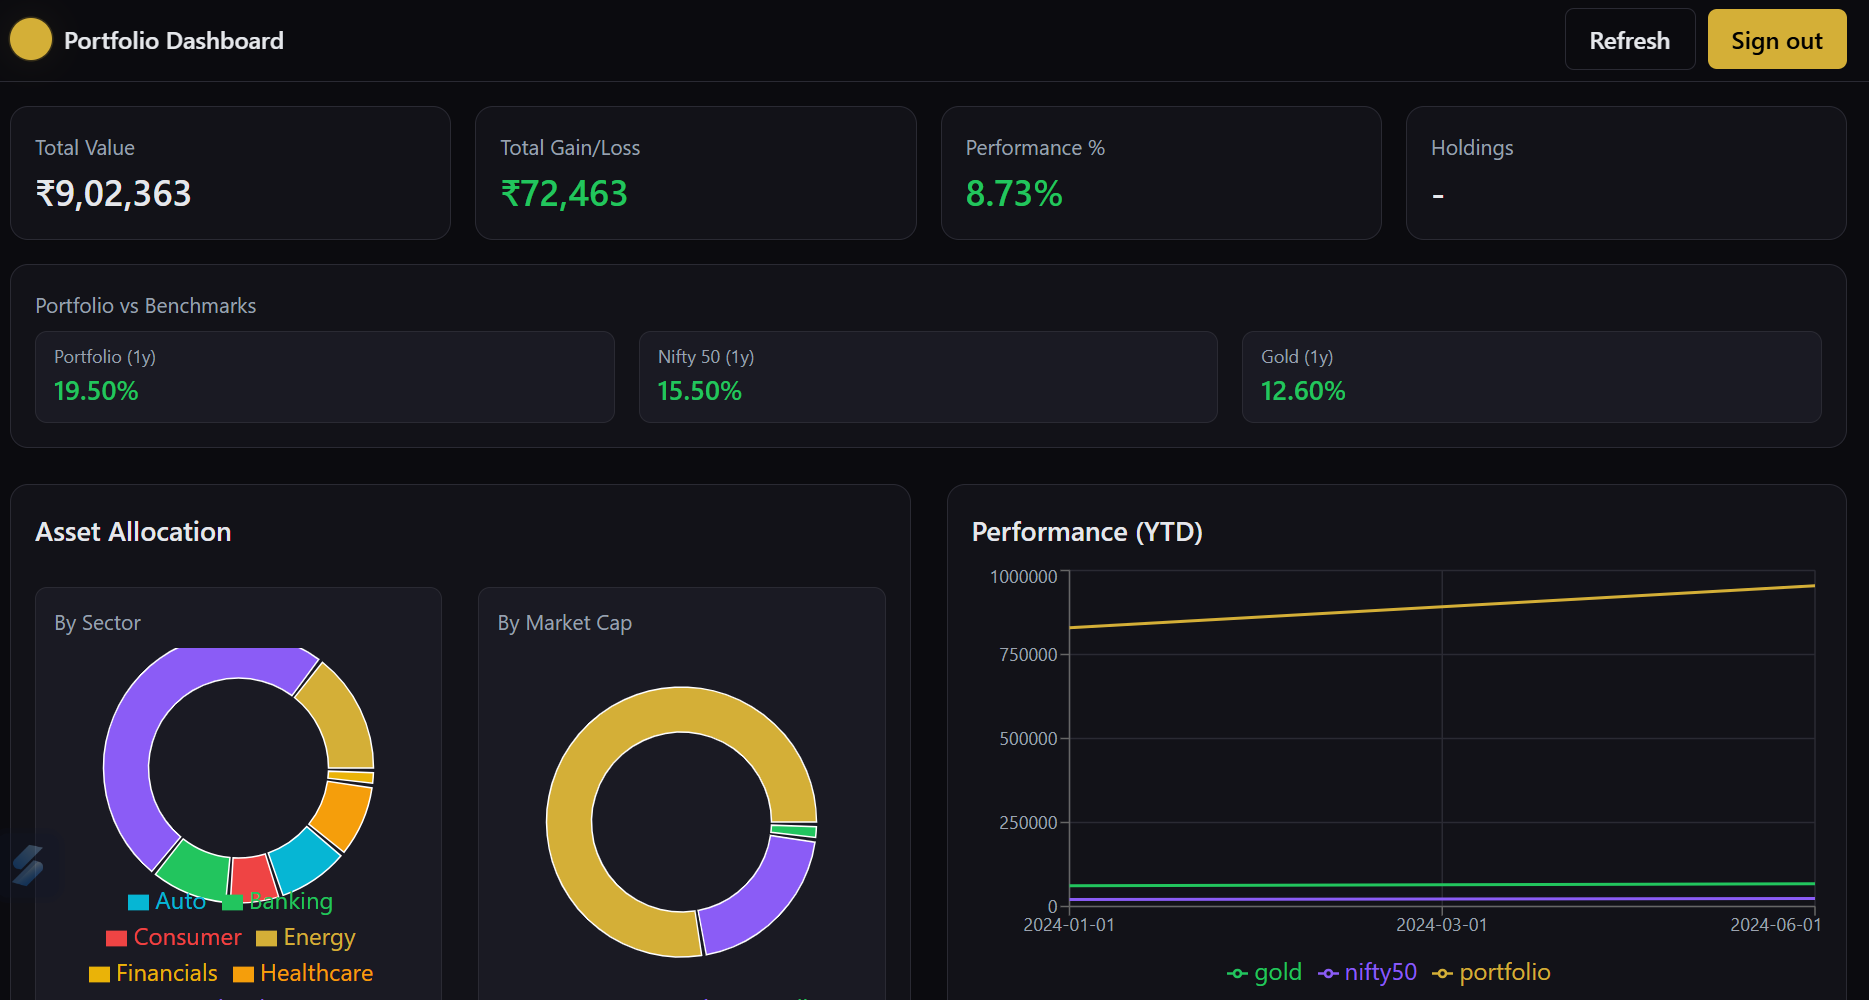 Portfolio Dashboard
Refresh
Sign out
Total Value
₹9,02,363
Total Gain/Loss
₹72,463
Performance %
8.73%
Holdings
-
Portfolio vs Benchmarks
Portfolio (1y)
19.50%
Nifty 50 (1y)
15.50%
Gold (1y)
12.60%
Asset Allocation
By Sector
Auto Banking
Consumer Energy
Financials Healthcare
By Market Cap
Performance (YTD)
1000000
750000
500000
250000
0
2024-01-01 2024-03-01 2024-06-01
gold nifty50 portfolio